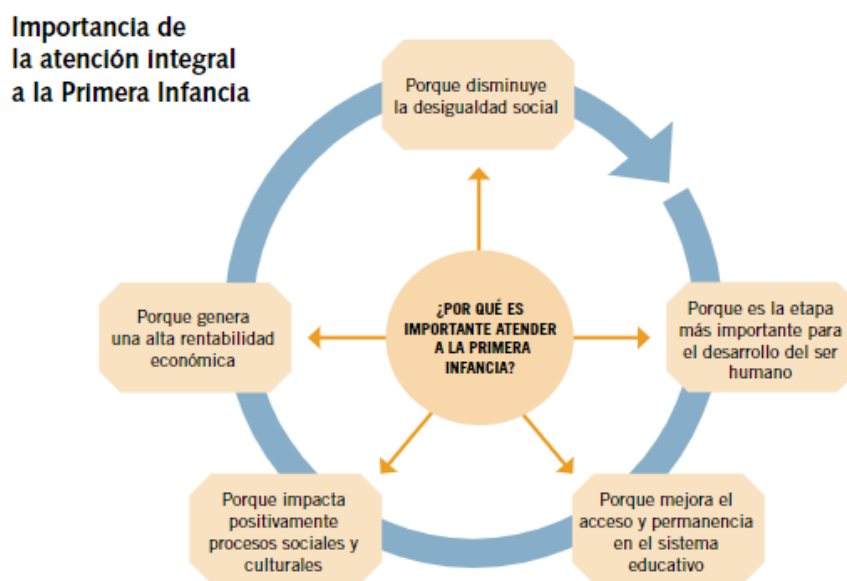 Importancia de
la atención integral
a la Primera Infancia
Porque disminuye
la desigualdad social
Porque genera
una alta rentabilidad
económica
¿POR QUÉ ES
IMPORTANTE ATENDER
A LA PRIMERA
INFANCIA?
Porque es la etapa
más importante para
el desarrollo del ser
humano
Porque impacta
positivamente
procesos sociales y
culturales
Porque mejora el
acceso y permanencia
en el sistema
educativo